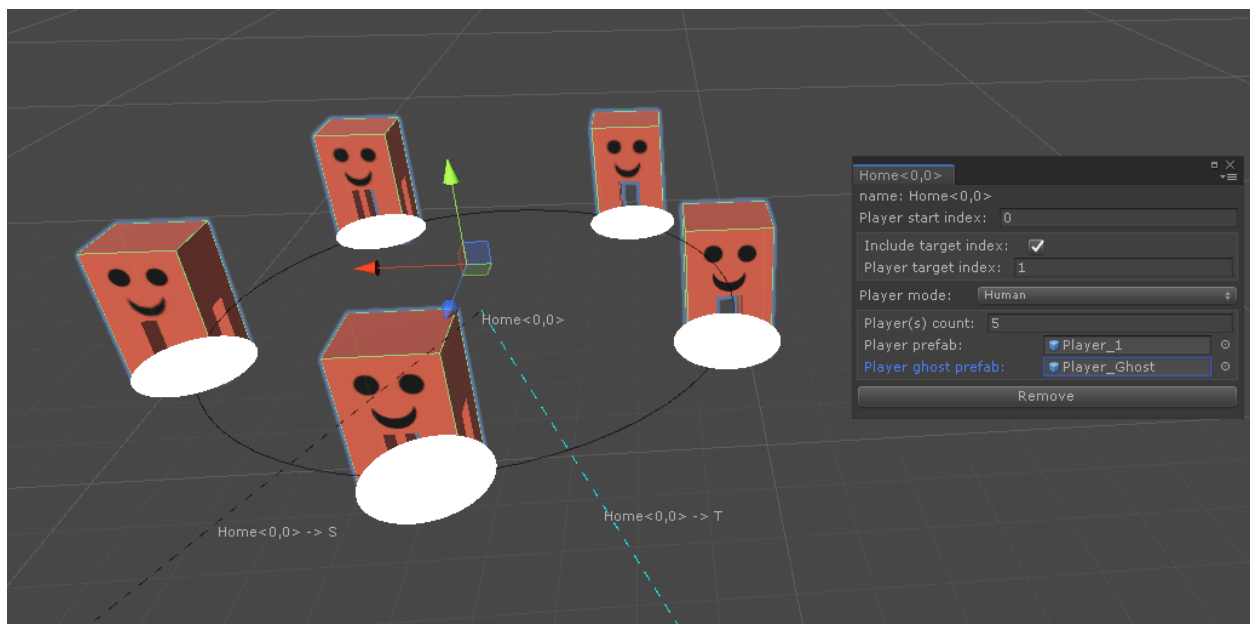 Home<0,0>
name: Home<0,0>
Player start index: 0
Include target index:
Player target index: 1
Player mode: Human
Player(s) count: 5
Player prefab: Player_1
Player ghost prefab: Player_Ghost
Remove
Home<0,0>
Home<0,0> -> S
Home<0,0> -> T